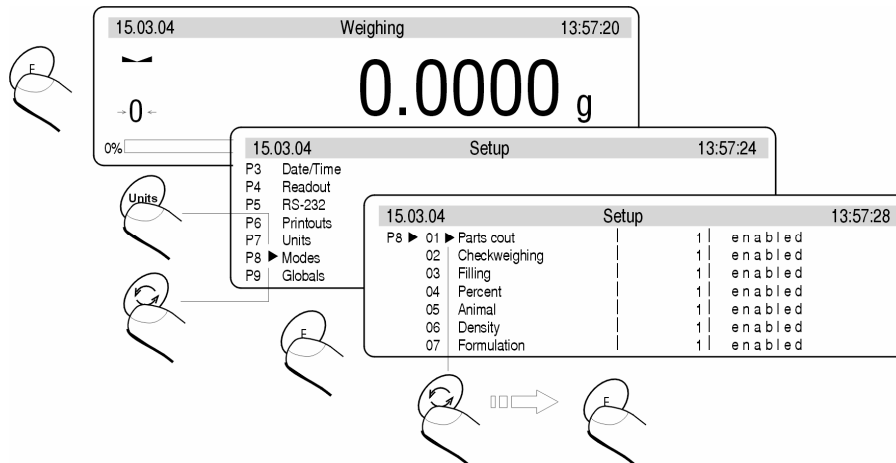 15.03.04 Weighing 13:57:20
F
0.0000 g
→0←
0%
15.03.04 Setup 13:57:24
P3 Date/Time
P4 Readout
P5 RS-232
P6 Printouts
P7 Units
P8 ► Modes
P9 Globals
Units
15.03.04 Setup 13:57:28
P8 ► 01 ► Parts cout | 1 | enabled
02 Checkweighing | 1 | enabled
03 Filling | 1 | enabled
04 Percent | 1 | enabled
05 Animal | 1 | enabled
06 Density | 1 | enabled
07 Formulation | 1 | enabled
F
F